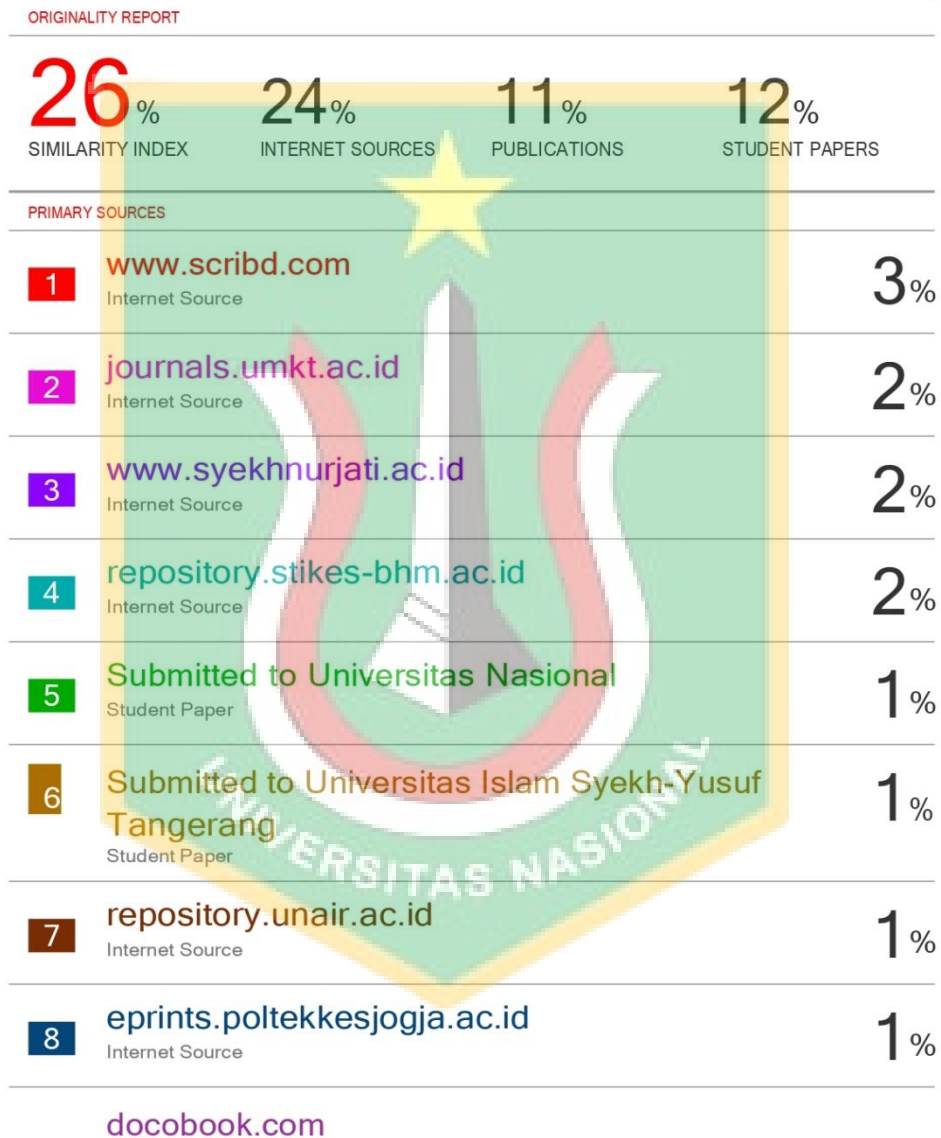 ORIGINALITY REPORT
26% 24% 11% 12%
SIMILARITY INDEX INTERNET SOURCES PUBLICATIONS STUDENT PAPERS
PRIMARY SOURCES
1 www.scribd.com 3%
Internet Source
2 journals.umkt.ac.id 2%
Internet Source
3 www.syekhnurjati.ac.id 2%
Internet Source
4 repository.stikes-bhm.ac.id 2%
Internet Source
5 Submitted to Universitas Nasional 1%
Student Paper
6 Submitted to Universitas Islam Syekh-Yusuf 1%
Tangerang
Student Paper
7 repository.unair.ac.id 1%
Internet Source
8 eprints.poltekkesjogja.ac.id 1%
Internet Source
docobook.com
UNIVERSITAS NASIONAL